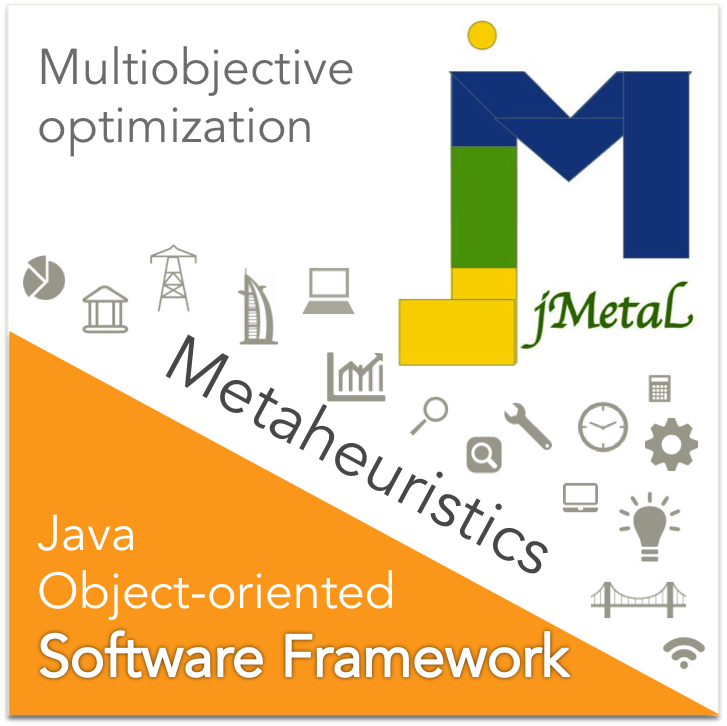 Multiobjective
optimization
jMetaL
Metaheuristics
Java
Object-oriented
Software Framework